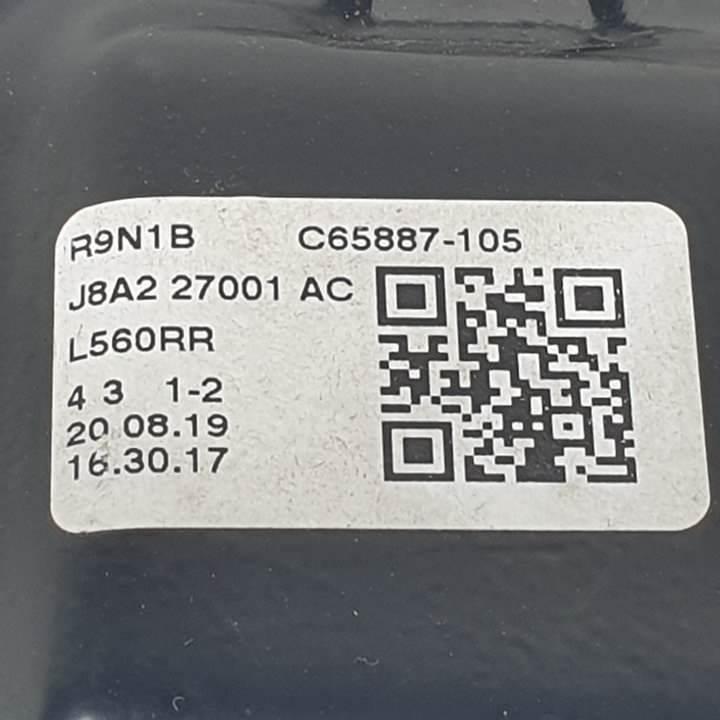 R9N1B C65887-105
J8A2 27001 AC
L560RR
4 3 1-2
20 08.19
16.30.17